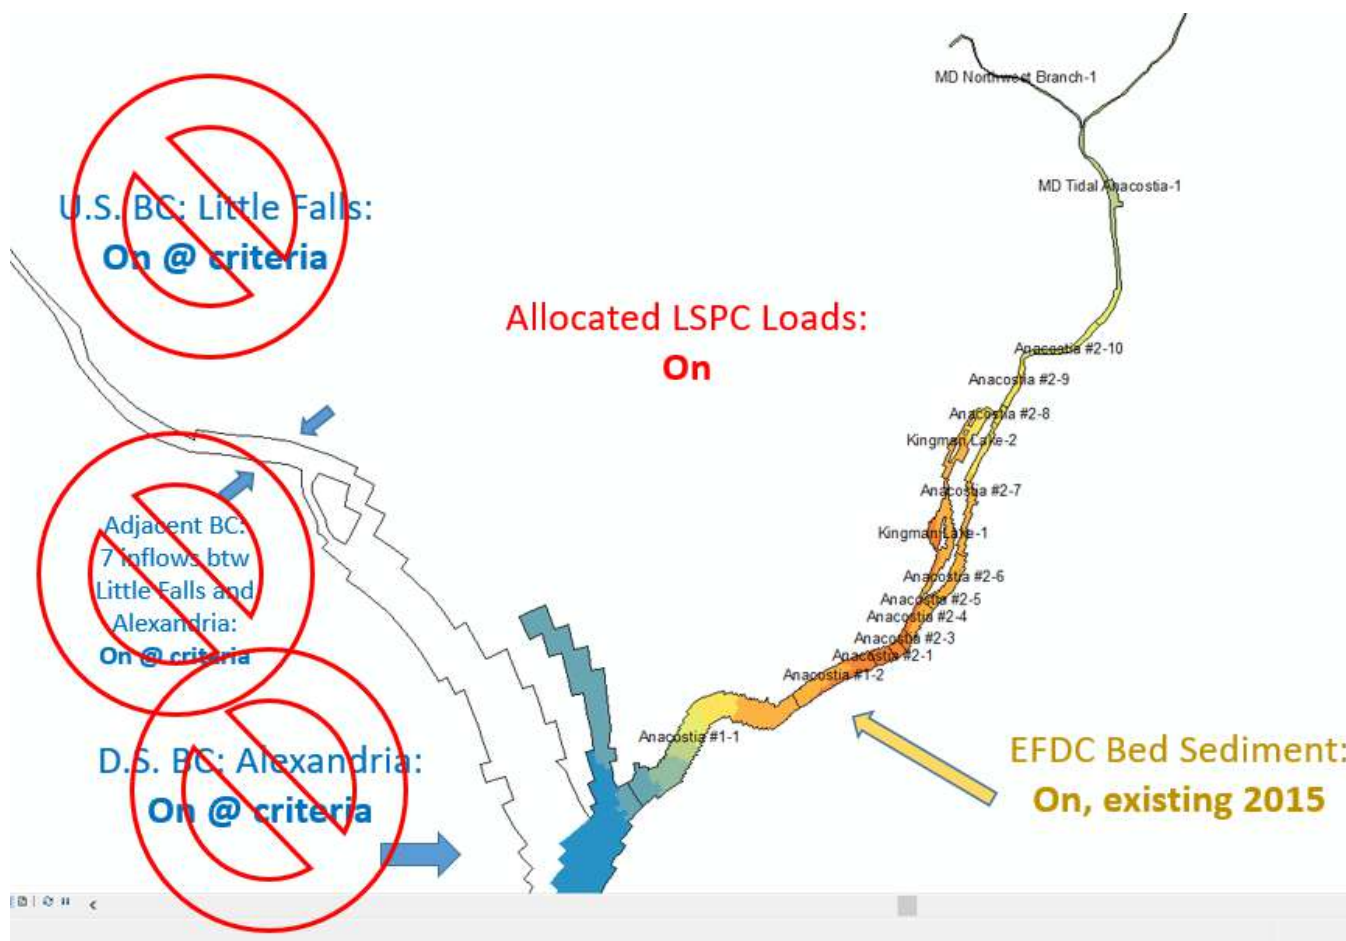 MD Northwest Branch-1
U.S. BC: Little Falls:
On @ criteria
MD Tidal Anacostia-1
Allocated LSPC Loads:
On
Anacostia #2-10
Anacostia #2-9
Anacostia #2-8
Kingman Lake-2
Anacostia #2-7
Adjacent BC:
7 inflows btw
Little Falls and
Alexandria:
On @ criteria
Kingman Lake-1
Anacostia #2-6
Anacostia #2-5
Anacostia #2-4
Anacostia #2-3
Anacostia #2-1
Anacostia #1-2
Anacostia #1-1
D.S. BC: Alexandria:
On @ criteria
EFDC Bed Sediment:
On, existing 2015